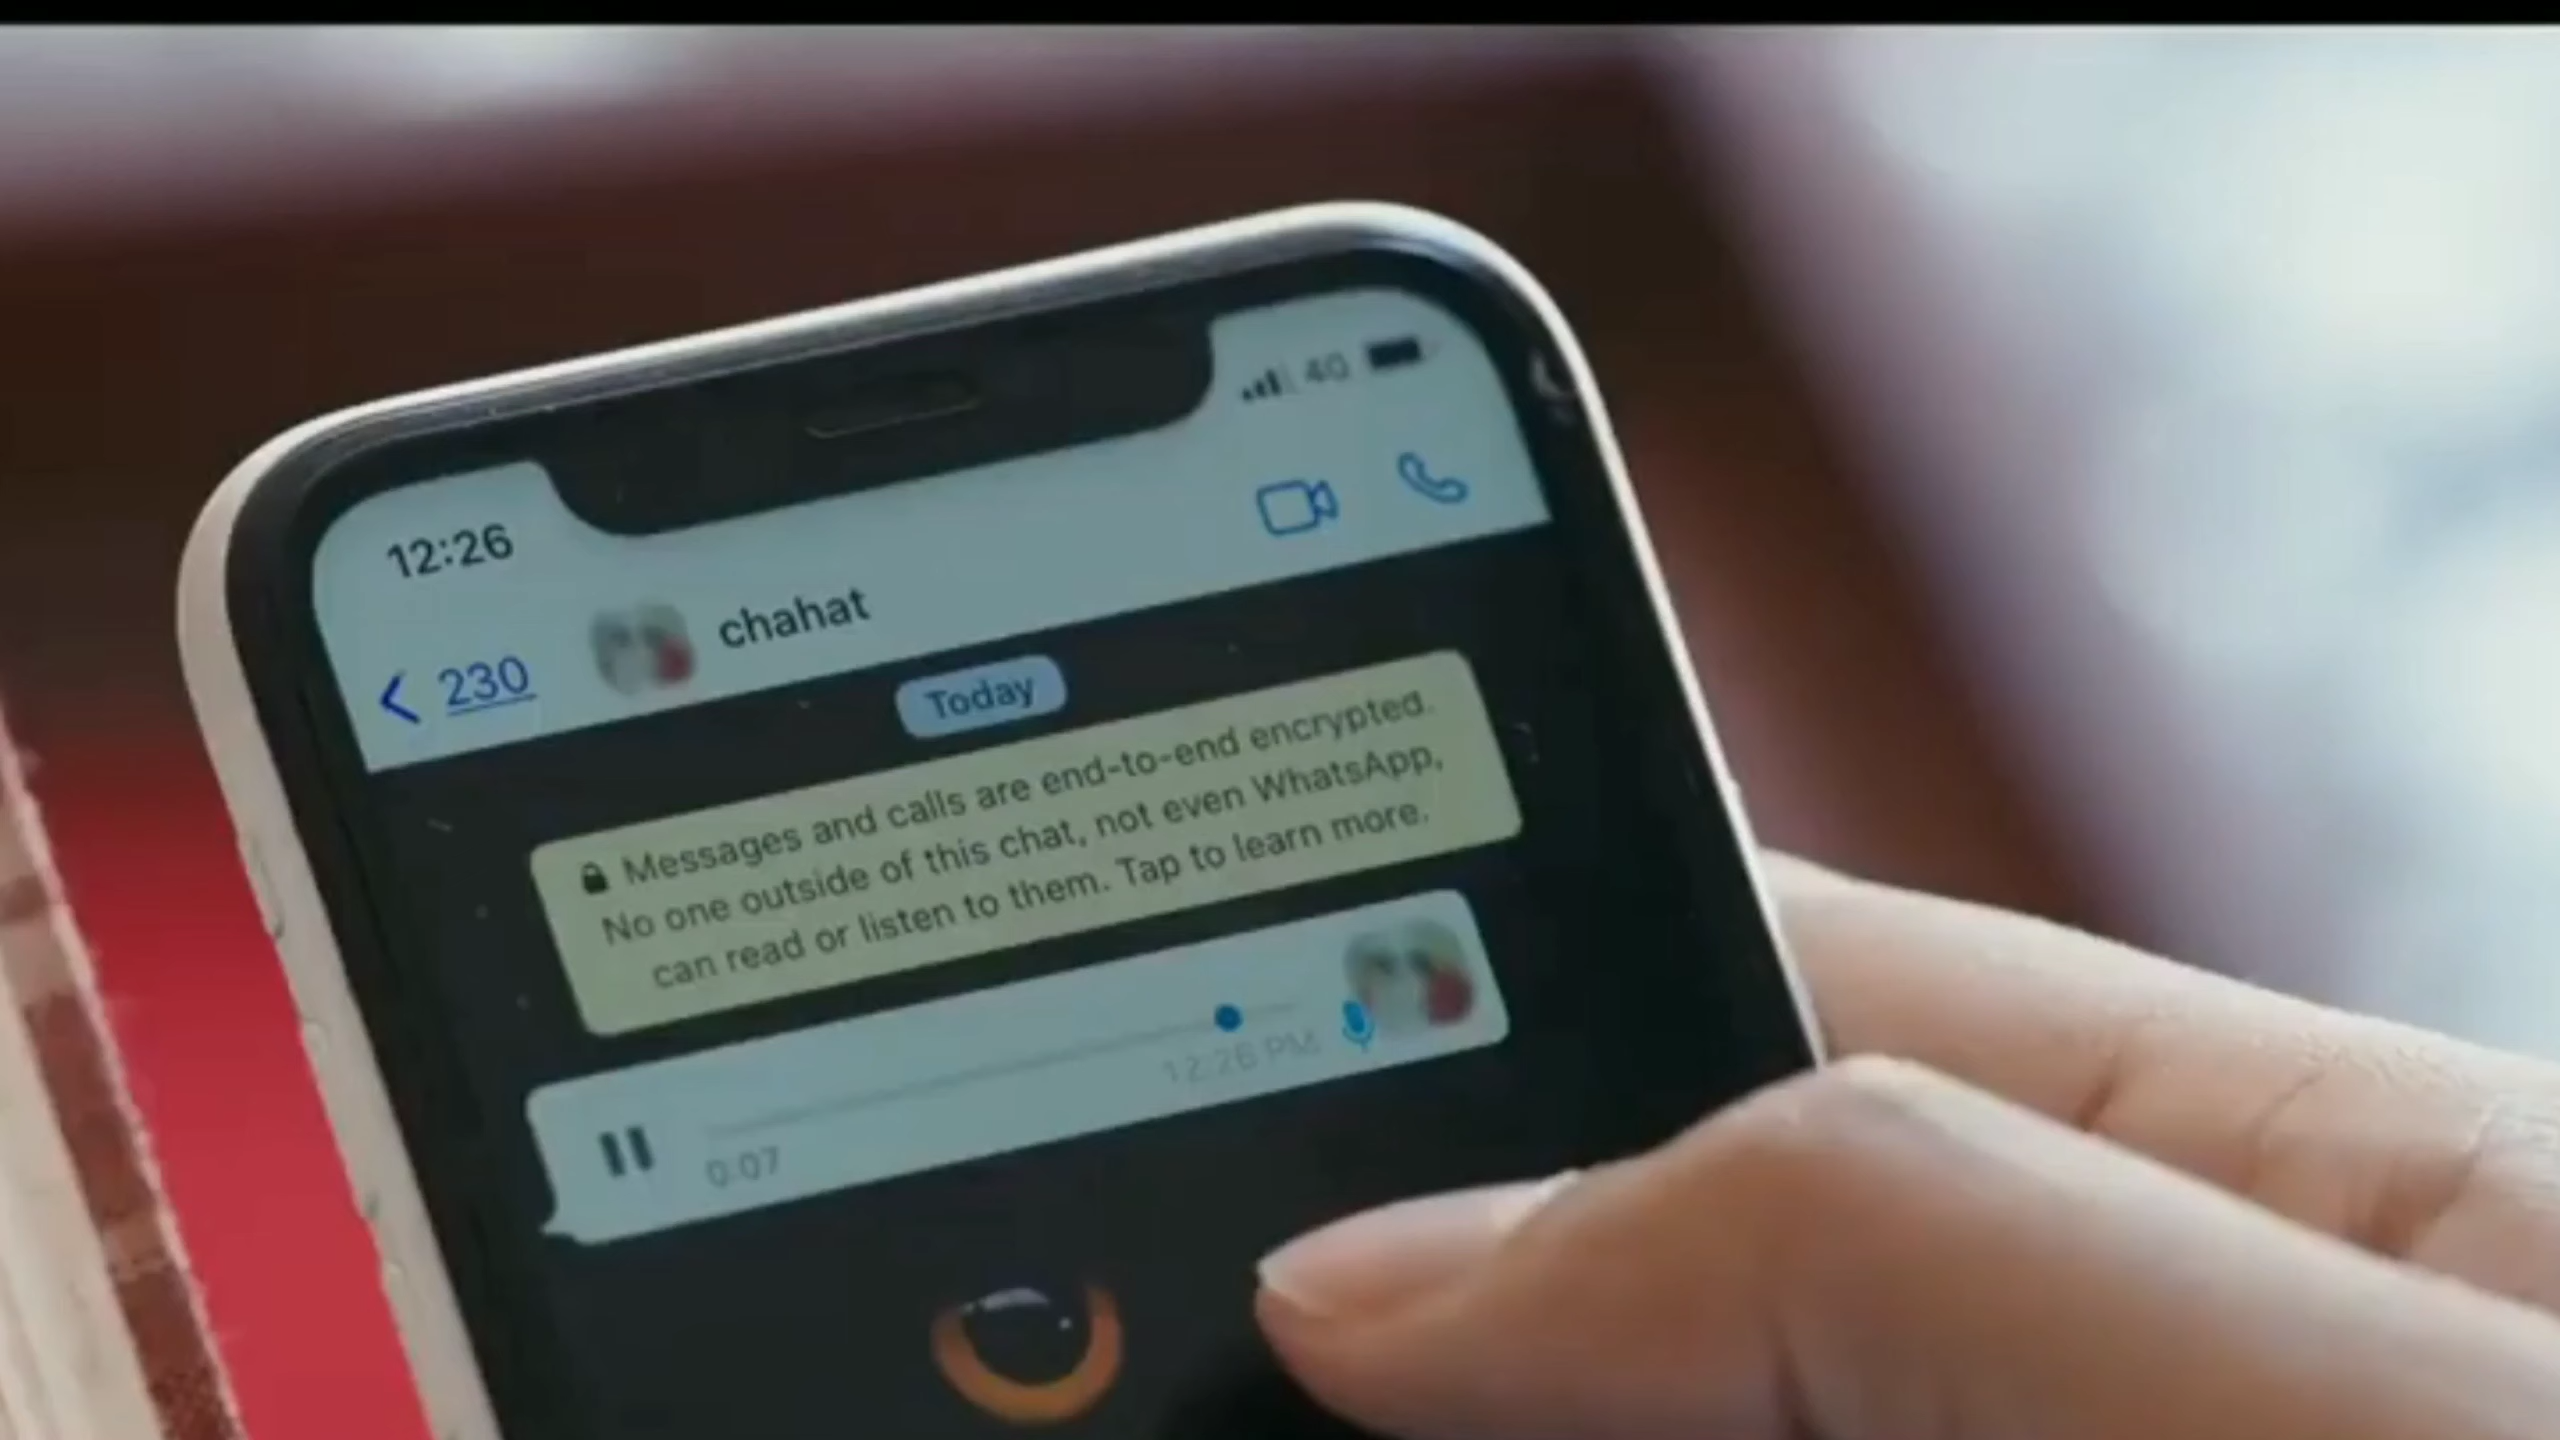 12:26
4G
230
chahat
Today
Messages and calls are end-to-end encrypted.
No one outside of this chat, not even WhatsApp,
can read or listen to them. Tap to learn more.
12:26 PM
0:07